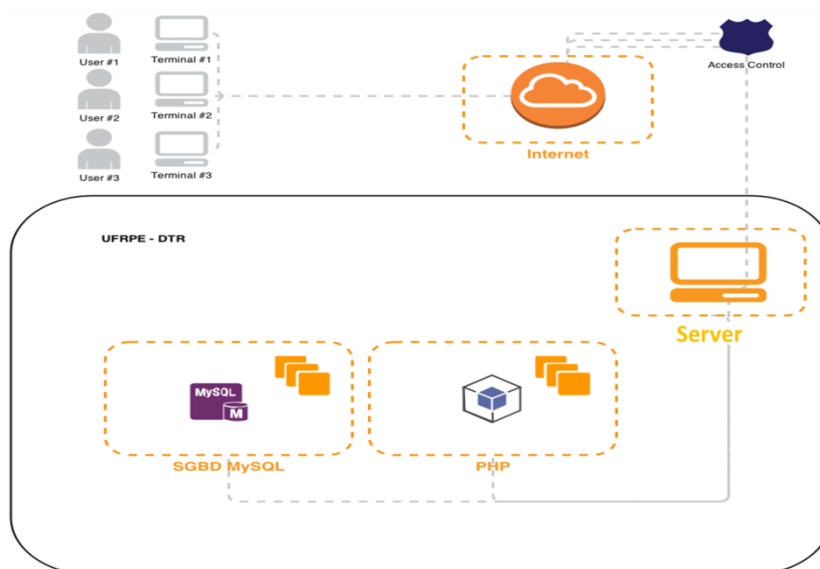 User #1
Terminal #1
Access Control
User #2
Terminal #2
Internet
User #3
Terminal #3
UFRPE - DTR
Server
MySQL
M
SGBD MySQL
PHP